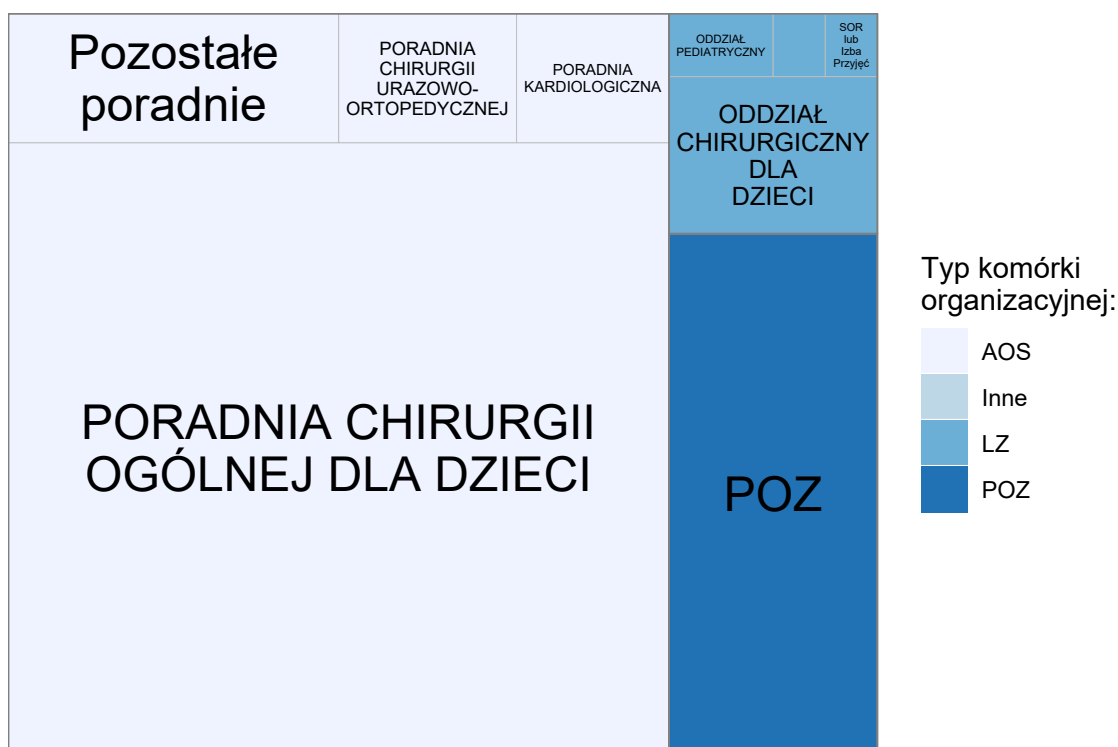 Pozostałe
poradnie
PORADNIA
CHIRURGII
URAZOWO-
ORTOPEDYCZNEJ
PORADNIA
KARDIOLOGICZNA
ODDZIAŁ
PEDIATRYCZNY
SOR
lub
Izba
Przyjęć
ODDZIAŁ
CHIRURGICZNY
DLA
DZIECI
PORADNIA CHIRURGII
OGÓLNEJ DLA DZIECI
POZ
Typ komórki
organizacyjnej:
AOS
Inne
LZ
POZ